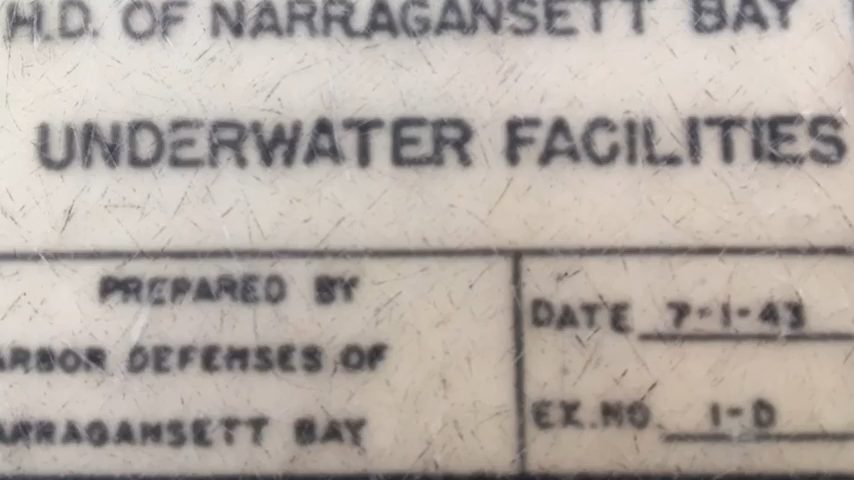 H.D. OF NARRAGANSETT BAY
UNDERWATER FACILITIES
PREPARED BY
ARBOR DEFENSES OF
ARRAGANSETT BAY
DATE 7-1-43
EX. NO. 1-D